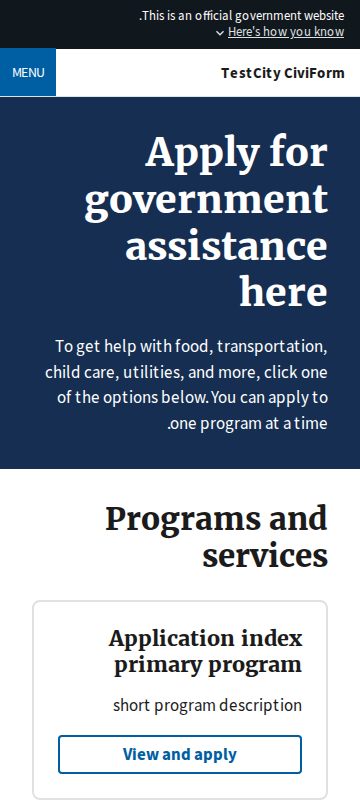 This is an official government website.
Here's how you know
MENU
TestCity CiviForm
Apply for
government
assistance
here
To get help with food, transportation,
child care, utilities, and more, click one
of the options below. You can apply to
one program at a time.
Programs and
services
Application index
primary program
short program description
View and apply